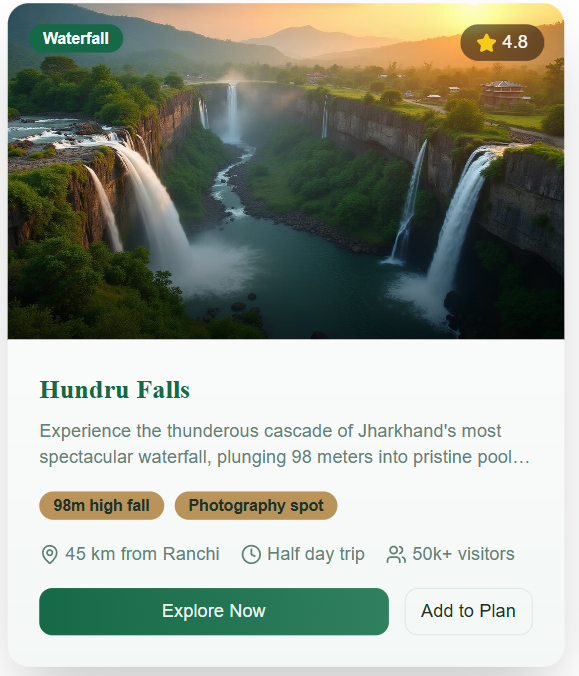 Waterfall
4.8
Hundru Falls
Experience the thunderous cascade of Jharkhand's most
spectacular waterfall, plunging 98 meters into pristine pool…
98m high fall
Photography spot
45 km from Ranchi
Half day trip
50k+ visitors
Explore Now
Add to Plan